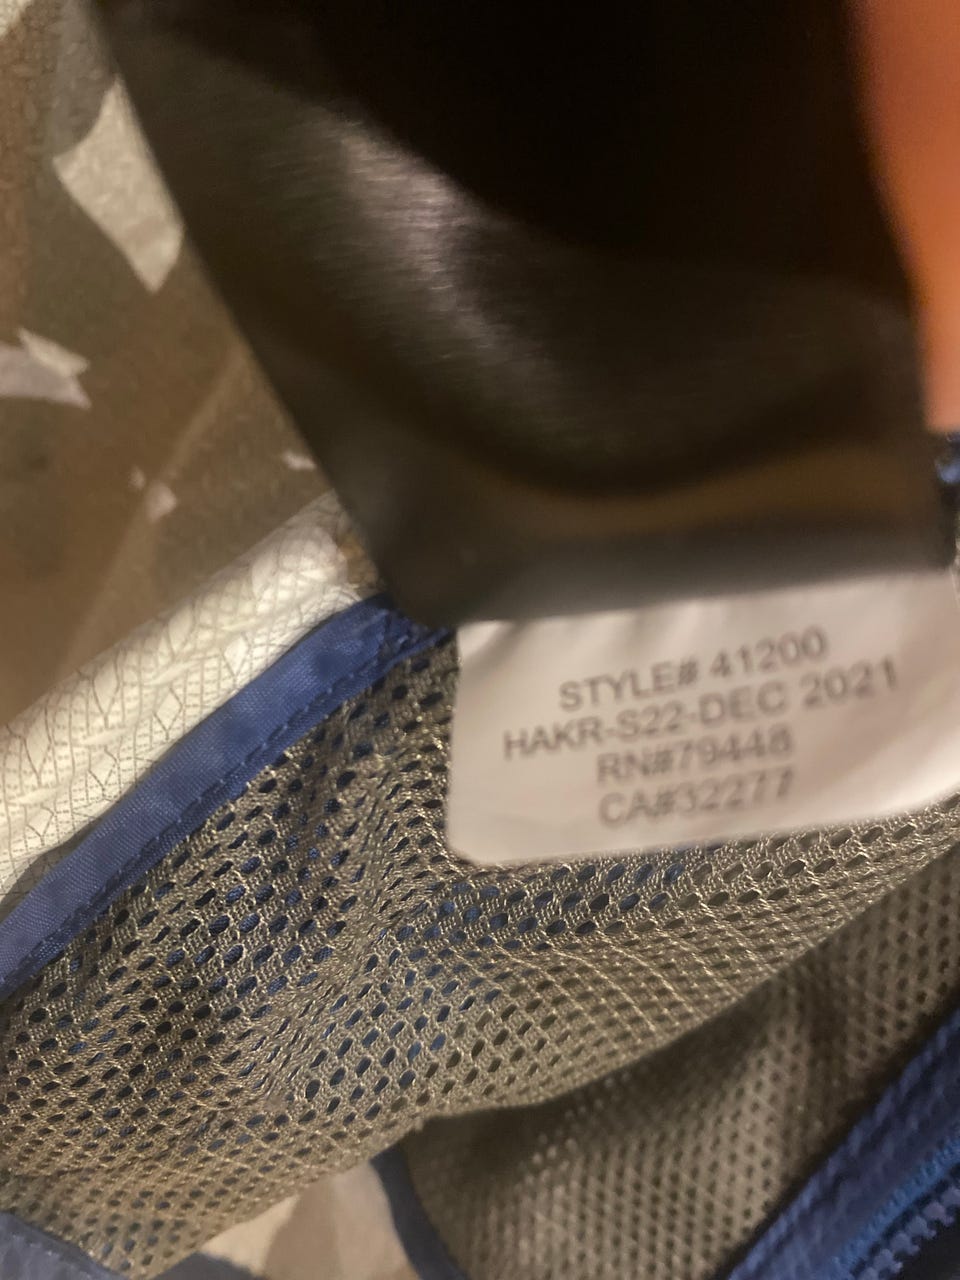 STYLE# 41200
HAKR-S22-DEC 2021
RN#79448
CA#32277